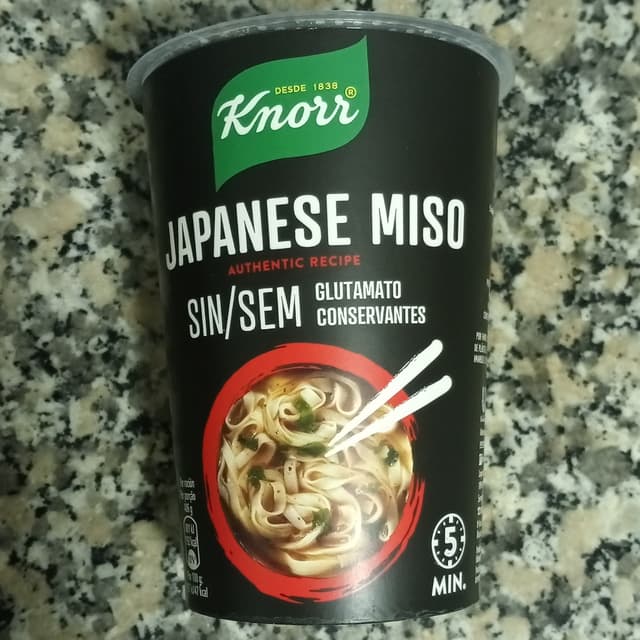 DESDE 1838
Knorr®
JAPANESE MISO
AUTHENTIC RECIPE
SIN/SEM
GLUTAMATO
CONSERVANTES
5
MIN.